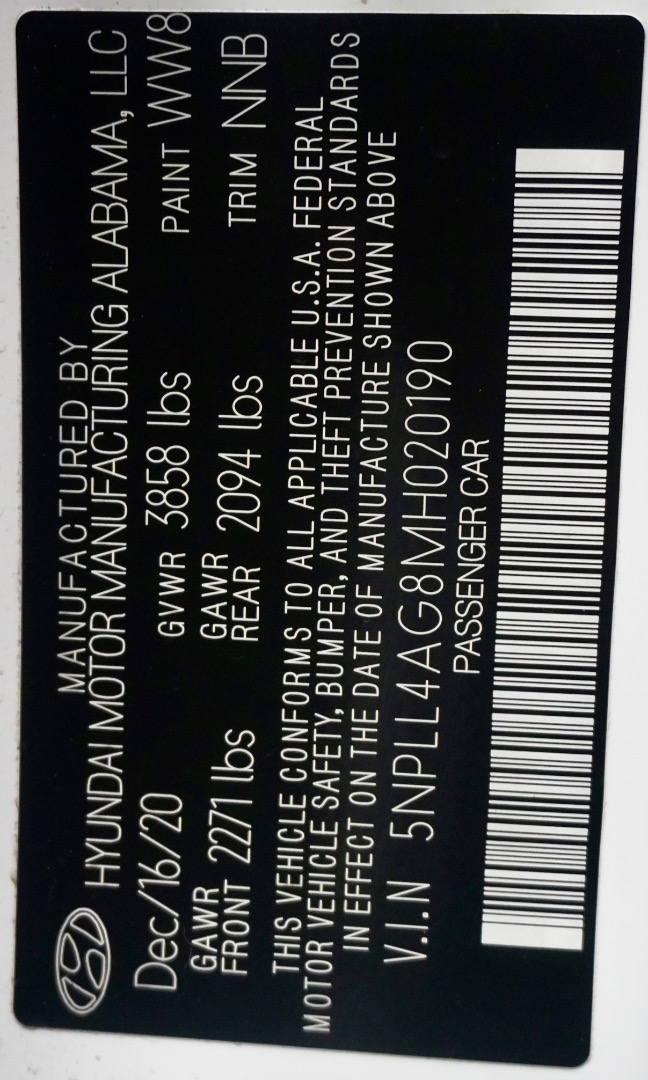 MANUFACTURED BY
HYUNDAI MOTOR MANUFACTURING ALABAMA, LLC
Dec/16/20 GVWR 3858 lbs PAINT WW8
GAWR FRONT 2271 lbs GAWR REAR 2094 lbs TRIM NNB
THIS VEHICLE CONFORMS TO ALL APPLICABLE U.S.A. FEDERAL
MOTOR VEHICLE SAFETY, BUMPER, AND THEFT PREVENTION STANDARDS
IN EFFECT ON THE DATE OF MANUFACTURE SHOWN ABOVE
V.I.N 5NPLL4AG8MH020190
PASSENGER CAR